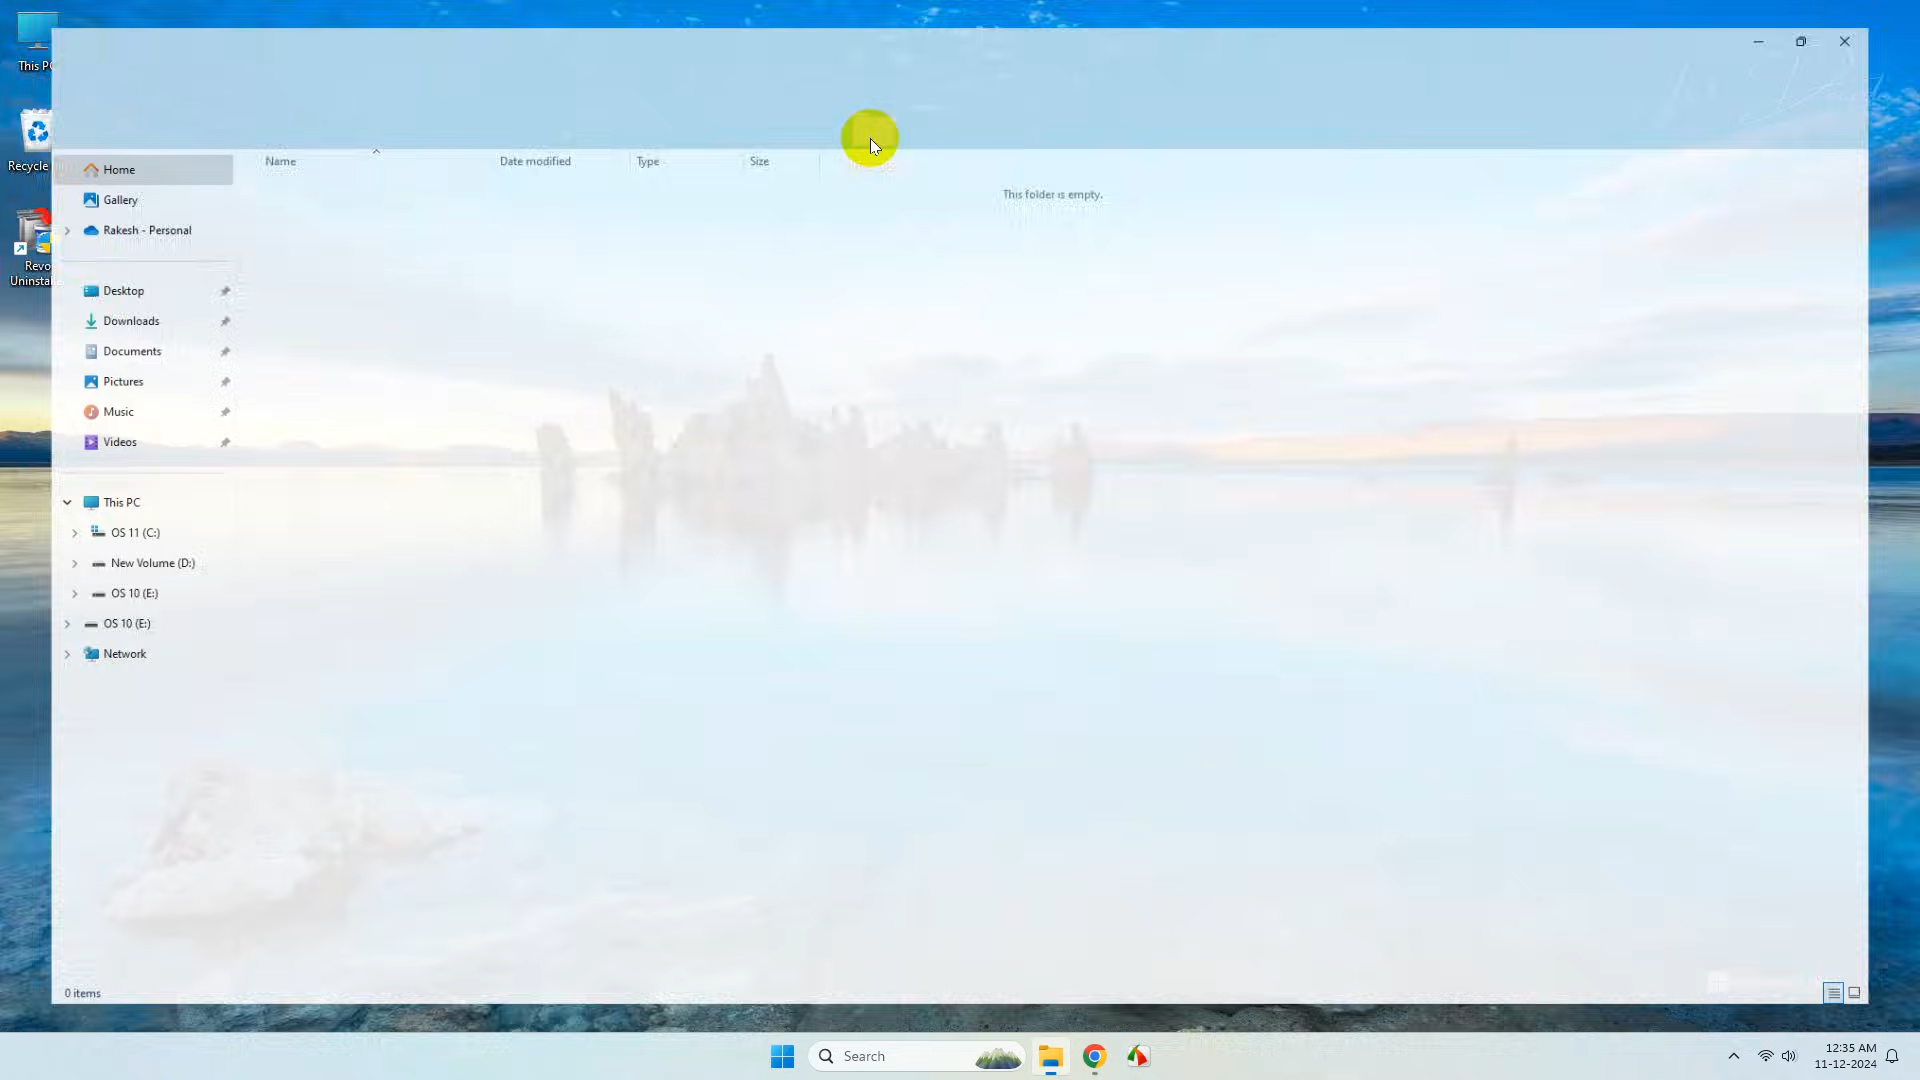 This PC
Recycle
Revo
Uninstal
Home
Gallery
Rakesh - Personal
Desktop
Downloads
Documents
Pictures
Music
Videos
This PC
OS 11 (C:)
New Volume (D:)
OS 10 (E:)
OS 10 (E:)
Network
Name
Date modified
Type
Size
This folder is empty.
0 items
Search
12:35 AM
11-12-2024